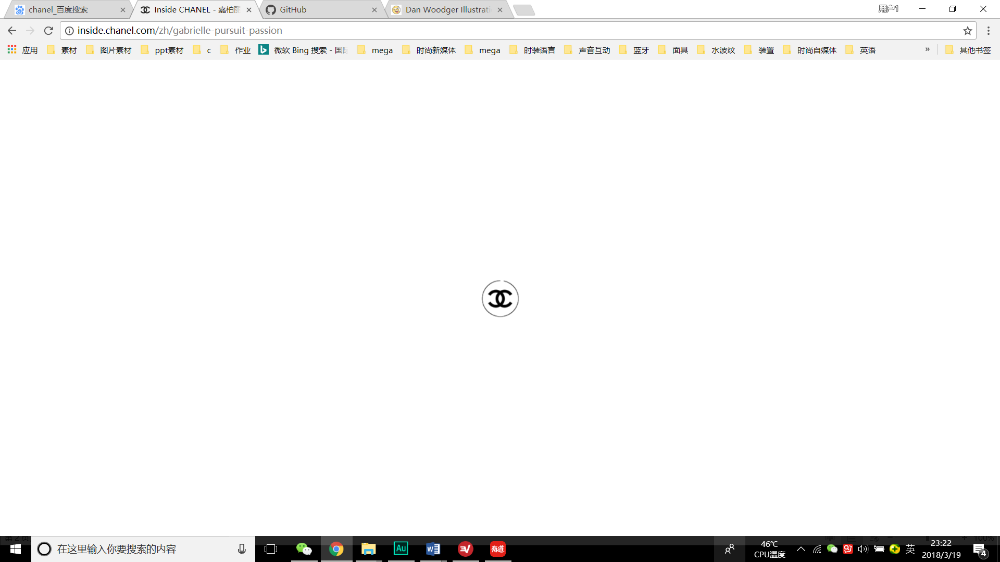 chanel_百度搜索
Inside CHANEL - 嘉柏丽
GitHub
Dan Woodger Illustrati
用户1
inside.chanel.com/zh/gabrielle-pursuit-passion
应用 素材 图片素材 ppt素材 c 作业 微软 Bing 搜索 - 国际 mega 时尚新媒体 mega 时装语言 声音互动 蓝牙 面具 水波纹 装置 时尚自媒体 英语 » 其他书签
在这里输入你要搜索的内容
Au
有道
46℃
CPU温度
英
23:22
2018/3/19
4
100%